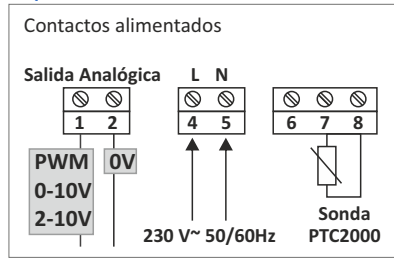 Contactos alimentados
Salida Analógica L N
1 2 4 5 6 7 8
PWM 0V
0-10V
2-10V
230 V~ 50/60Hz
Sonda
PTC2000